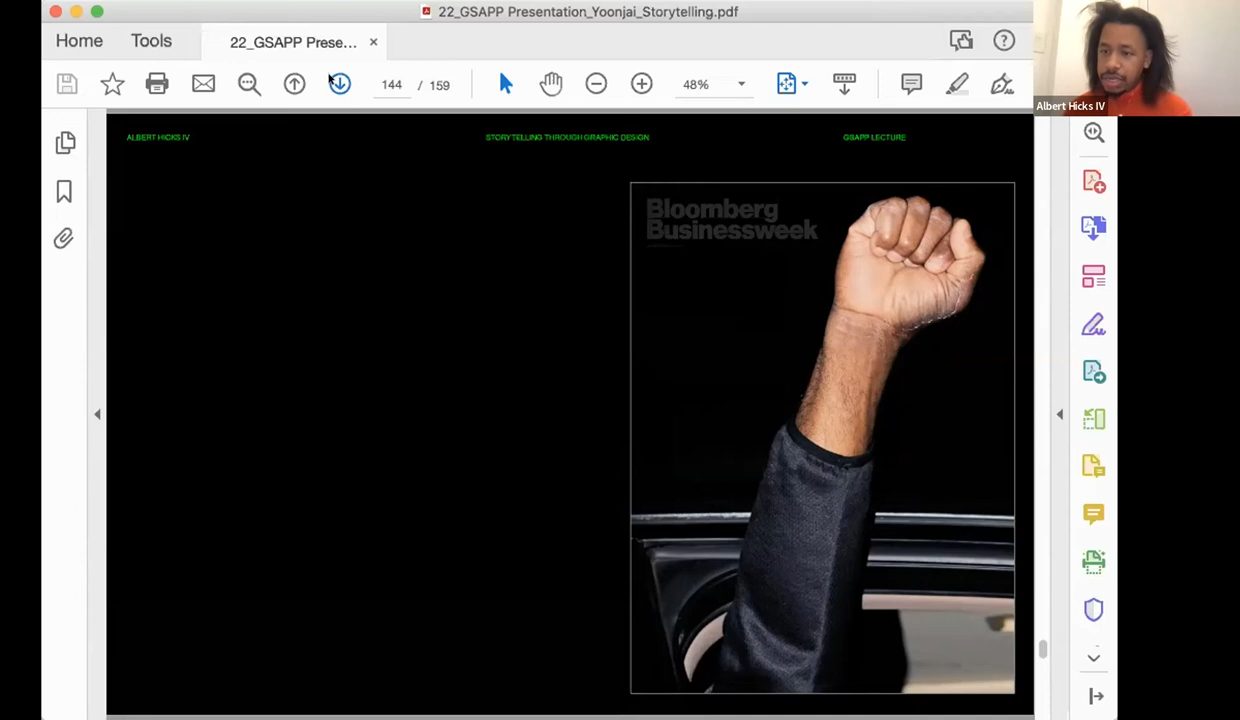 22_GSAPP Presentation_Yoonjai_Storytelling.pdf
Home
Tools
22_GSAPP Prese...
144 / 159
48%
Albert Hicks IV
ALBERT HICKS IV
STORYTELLING THROUGH GRAPHIC DESIGN
GSAPP LECTURE
Bloomberg
Businessweek